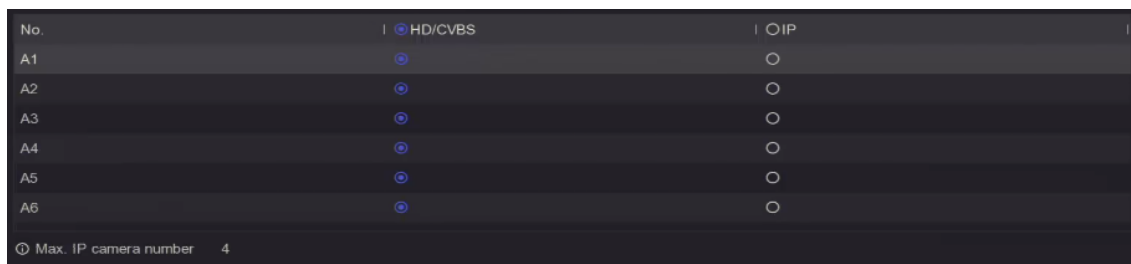 No. HD/CVBS IP
A1
A2
A3
A4
A5
A6
Max. IP camera number 4